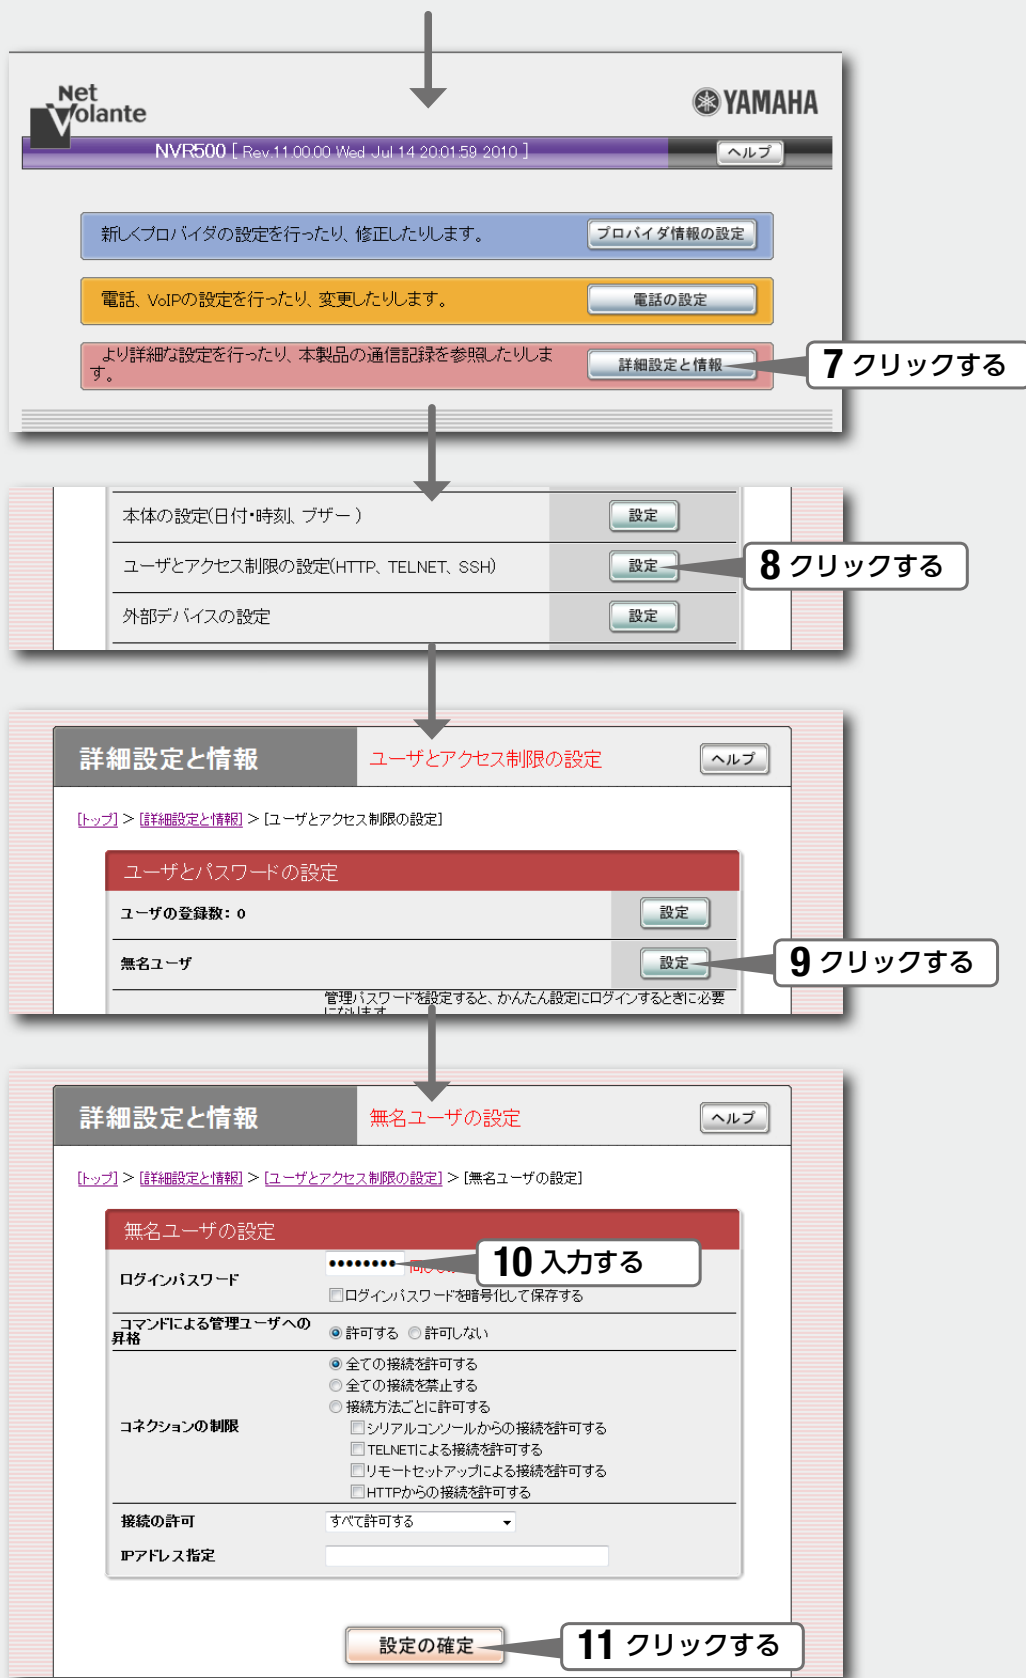 Net
Volante
YAMAHA
NVR500 [ Rev.11.00.00 Wed Jul 14 20:01:59 2010 ]
ヘルプ
新しくプロバイダの設定を行ったり、修正したりします。
プロバイダ情報の設定
電話、VoIPの設定を行ったり、変更したりします。
電話の設定
より詳細な設定を行ったり、本製品の通信記録を参照したりしま
す。
詳細設定と情報
7 クリックする
本体の設定(日付・時刻、ブザー)
設定
ユーザとアクセス制限の設定(HTTP、TELNET、SSH)
設定
8 クリックする
外部デバイスの設定
設定
詳細設定と情報
ユーザとアクセス制限の設定
ヘルプ
[トップ] > [詳細設定と情報] > [ユーザとアクセス制限の設定]
ユーザとパスワードの設定
ユーザの登録数: 0
設定
無名ユーザ
設定
9 クリックする
管理パスワードを設定すると、かんたん設定にログインするときに必要
になります
詳細設定と情報
無名ユーザの設定
ヘルプ
[トップ] > [詳細設定と情報] > [ユーザとアクセス制限の設定] > [無名ユーザの設定]
無名ユーザの設定
ログインパスワード
••••••••
10 入力する
ログインパスワードを暗号化して保存する
コマンドによる管理ユーザへの
昇格
許可する 許可しない
コネクションの制限
全ての接続を許可する
全ての接続を禁止する
接続方法ごとに許可する
シリアルコンソールからの接続を許可する
TELNETによる接続を許可する
リモートセットアップによる接続を許可する
HTTPからの接続を許可する
接続の許可
すべて許可する
IPアドレス指定
設定の確定
11 クリックする